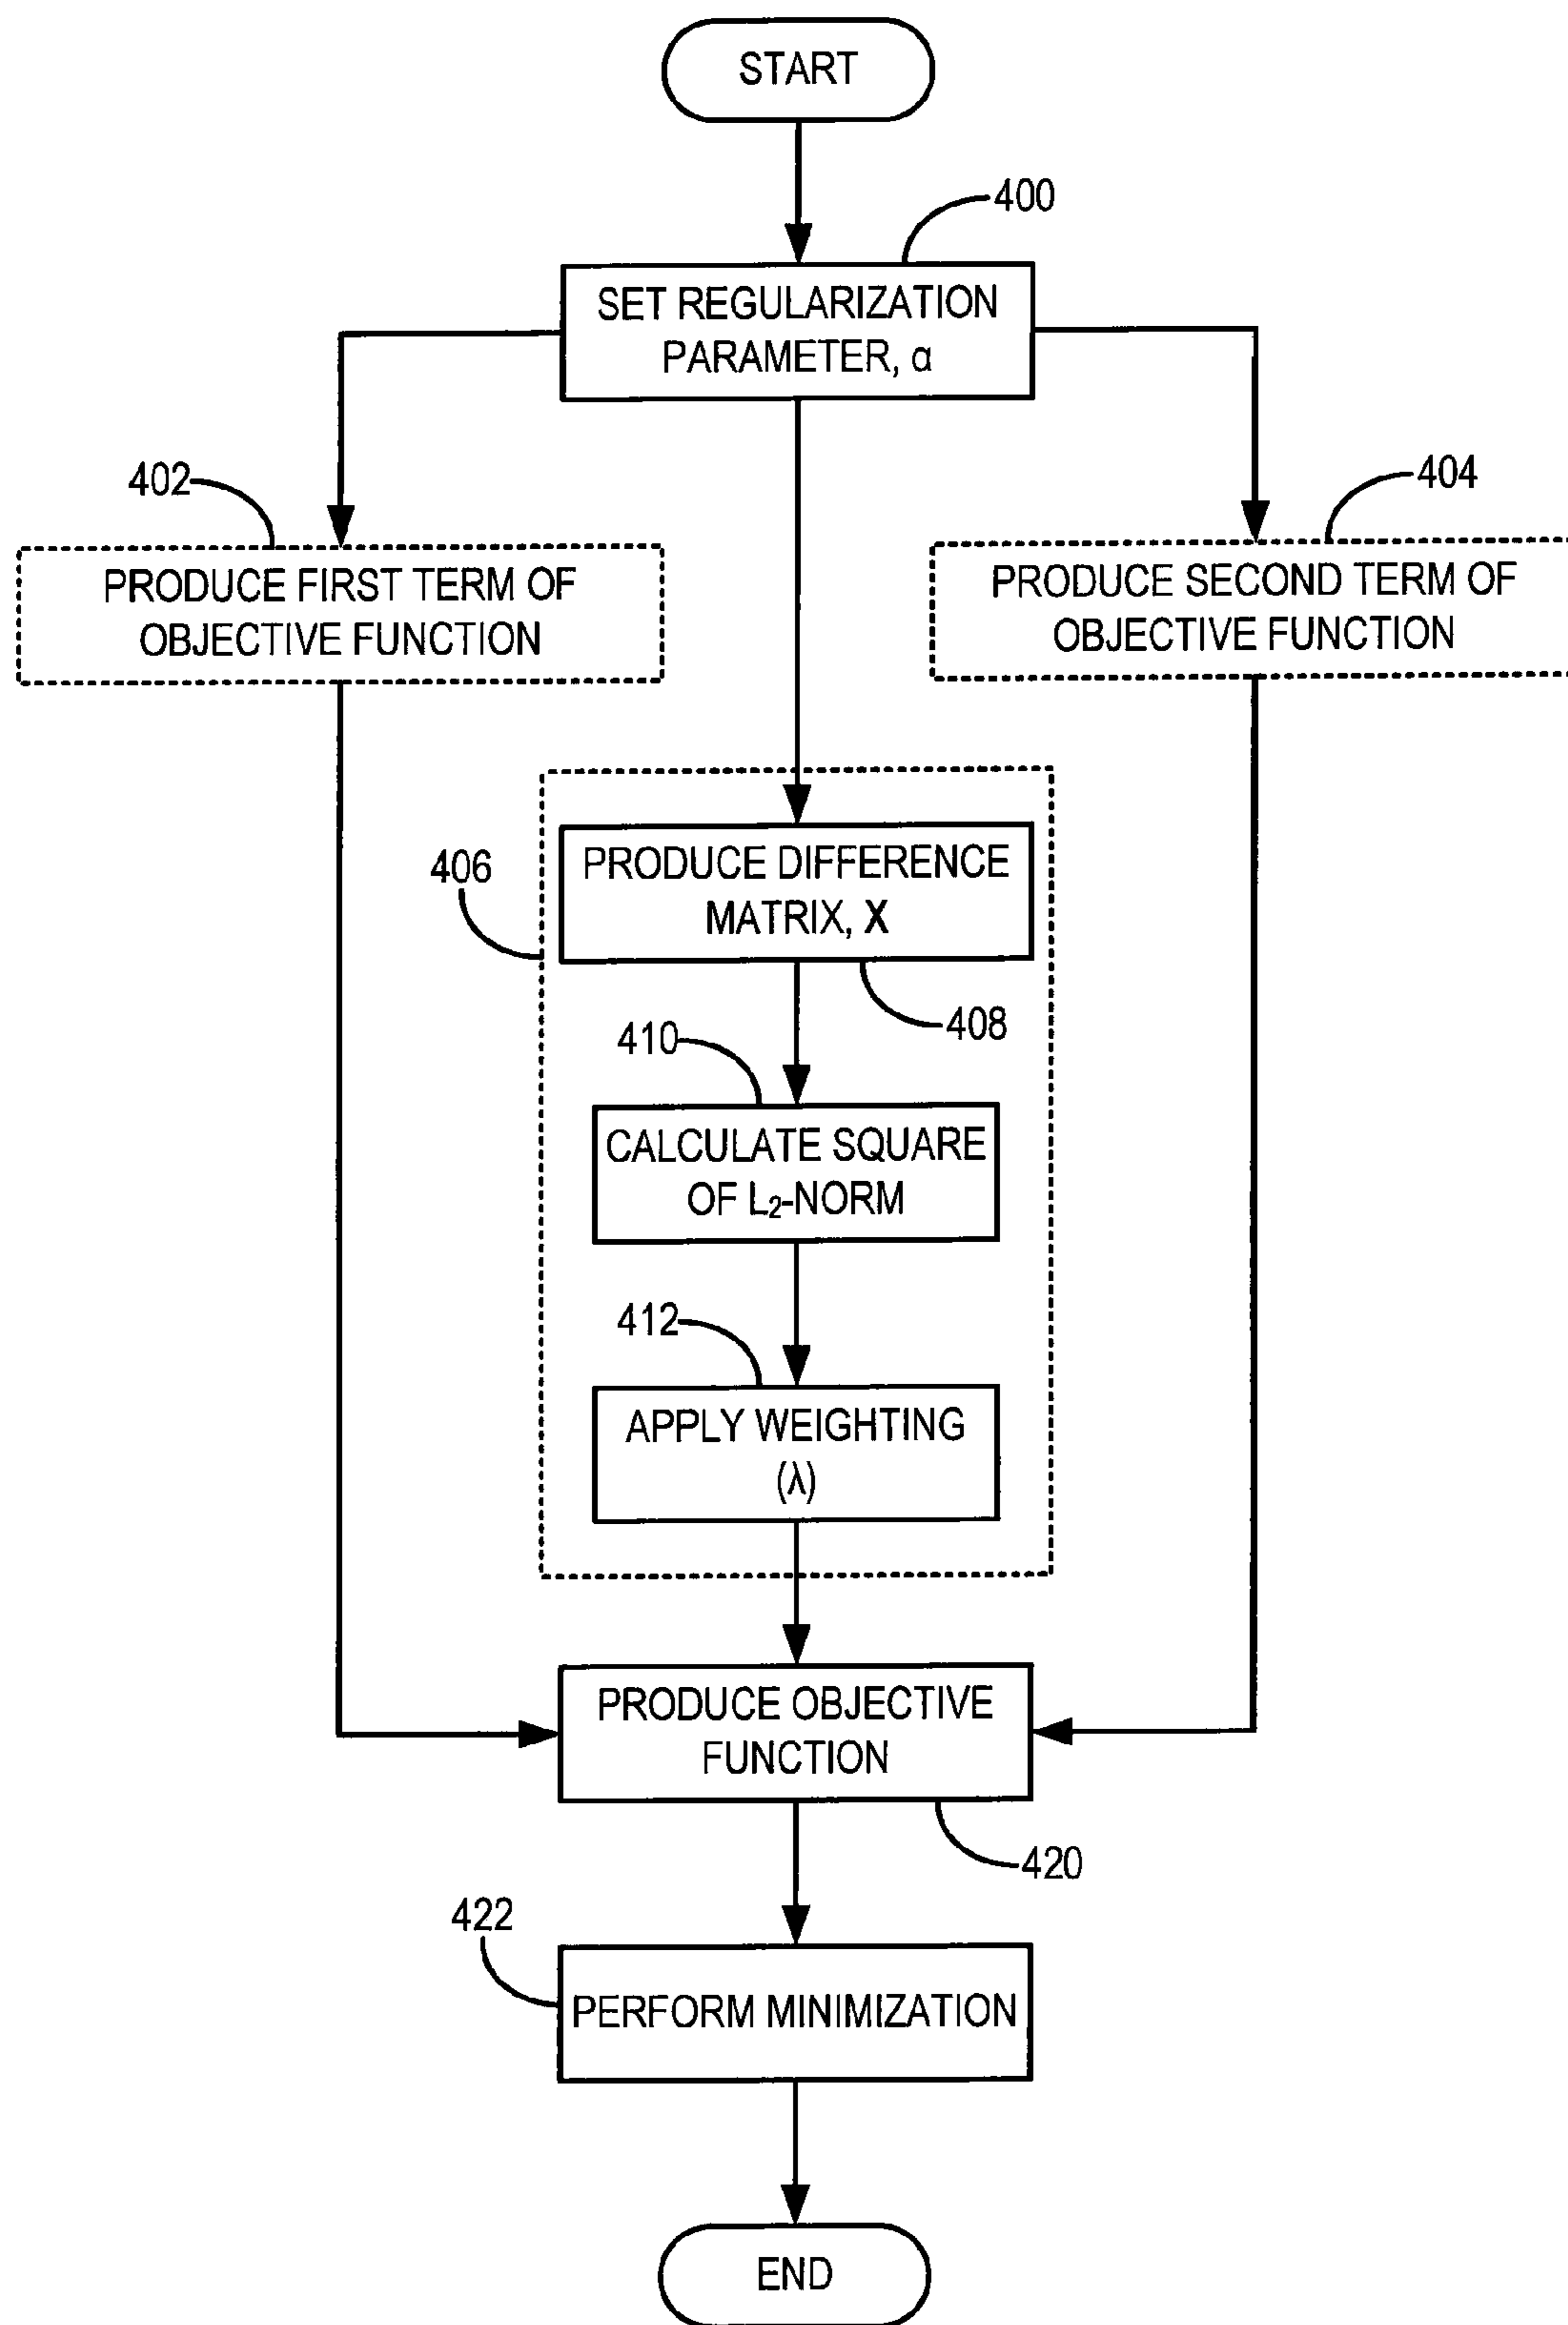 START
400
SET REGULARIZATION
PARAMETER, α
402
404
PRODUCE FIRST TERM OF
OBJECTIVE FUNCTION
PRODUCE SECOND TERM OF
OBJECTIVE FUNCTION
406
PRODUCE DIFFERENCE
MATRIX, X
408
410
CALCULATE SQUARE
OF L₂-NORM
412
APPLY WEIGHTING
(λ)
PRODUCE OBJECTIVE
FUNCTION
420
422
PERFORM MINIMIZATION
END